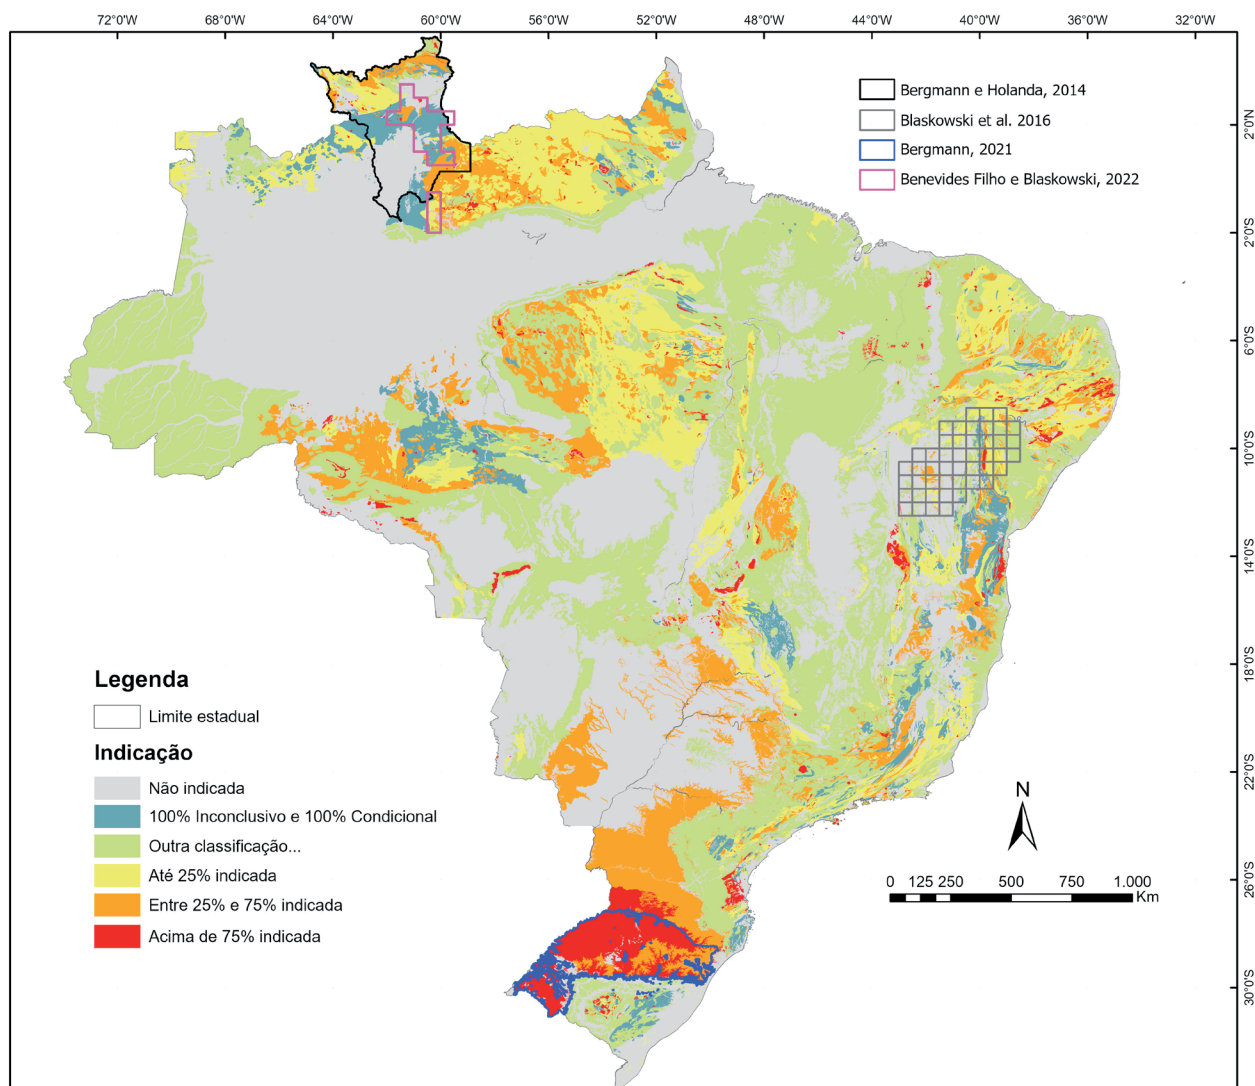 72°0'W 68°0'W 64°0'W 60°0'W 56°0'W 52°0'W 48°0'W 44°0'W 40°0'W 36°0'W 32°0'W
Bergmann e Holanda, 2014
Blaskowski et al. 2016
Bergmann, 2021
Benevides Filho e Blaskowski, 2022
2°0'N
2°0'S
6°0'S
10°0'S
14°0'S
18°0'S
22°0'S
26°0'S
30°0'S
Legenda
Limite estadual
Indicação
Não indicada
100% Inconclusivo e 100% Condicional
Outra classificação...
Até 25% indicada
Entre 25% e 75% indicada
Acima de 75% indicada
N
0 125 250 500 750 1.000
Km